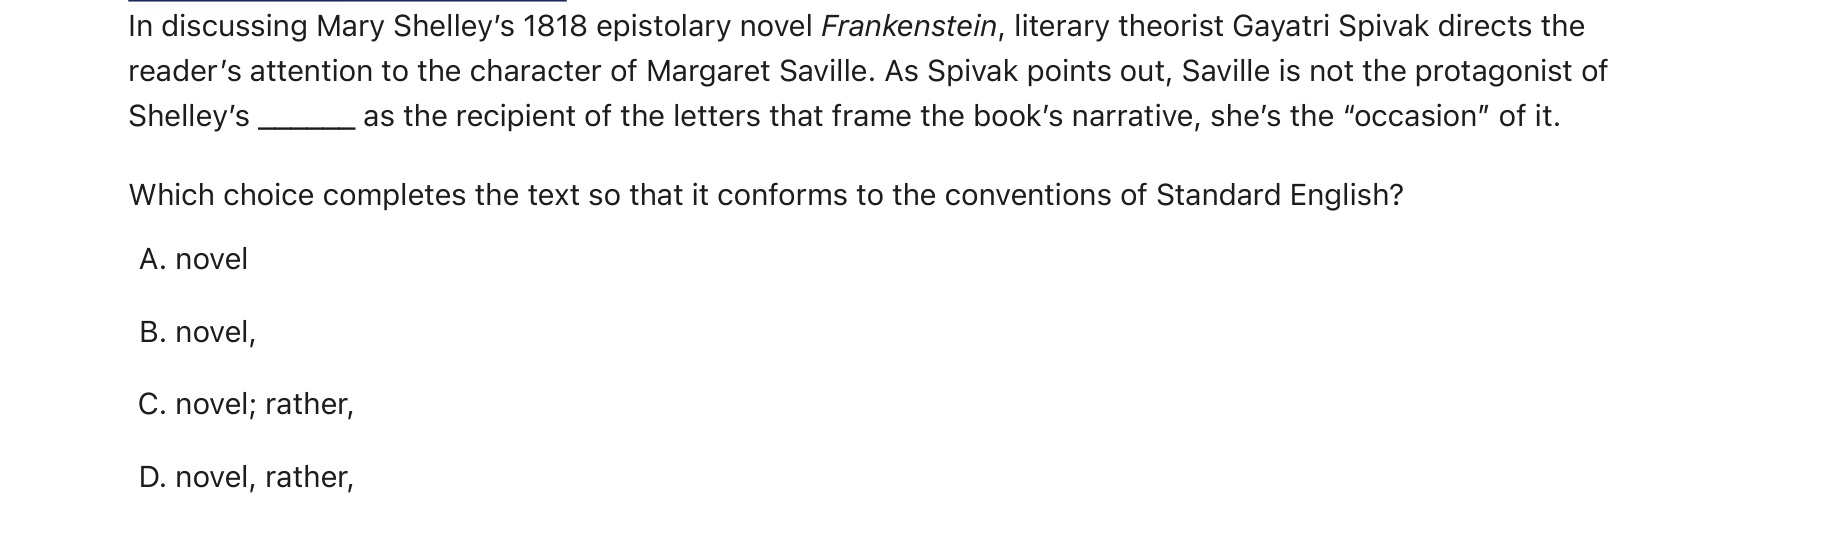 In discussing Mary Shelley’s 1818 epistolary novel Frankenstein, literary theorist Gayatri Spivak directs the
reader’s attention to the character of Margaret Saville. As Spivak points out, Saville is not the protagonist of
Shelley’s ______ as the recipient of the letters that frame the book’s narrative, she’s the “occasion” of it.
Which choice completes the text so that it conforms to the conventions of Standard English?
A. novel
B. novel,
C. novel; rather,
D. novel, rather,